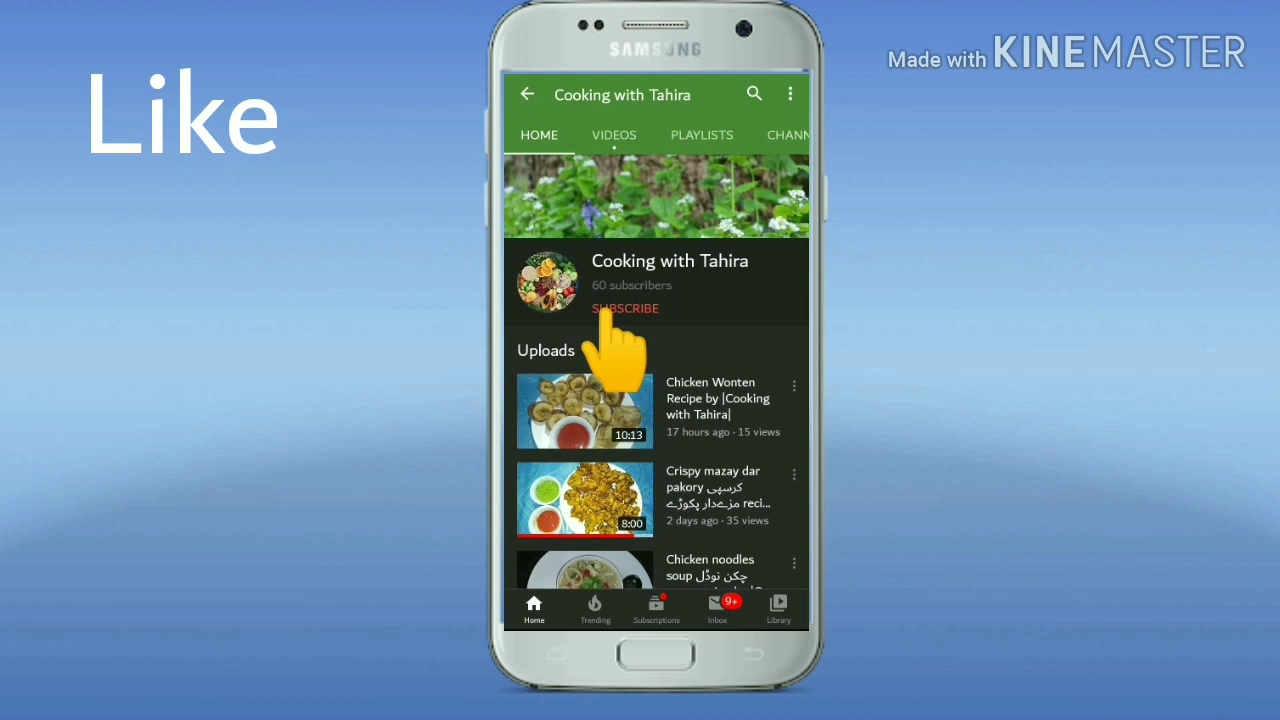 Like
Made with KINEMASTER
SAMSUNG
Cooking with Tahira
HOME VIDEOS PLAYLISTS CHANN
Cooking with Tahira
60 subscribers
SUBSCRIBE
Uploads
Chicken Wonten
Recipe by |Cooking
with Tahira|
17 hours ago · 15 views
10:13
Crispy mazay dar
pakory کرسپی
مزےدار پکوڑے reci...
2 days ago · 35 views
8:00
Chicken noodles
soup چکن نوڈل
Home Trending Subscriptions Inbox 9+ Library